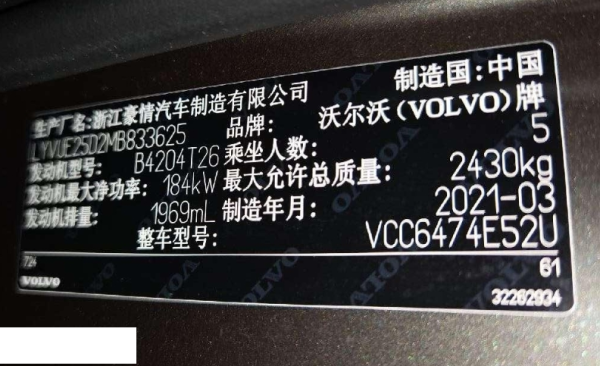 生产厂名:浙江豪情汽车制造有限公司 制造国:中国
LYVUE25D2MB833625 品牌: 沃尔沃(VOLVO)牌
发动机型号: B4204T26 乘坐人数: 5
发动机最大净功率: 184kW 最大允许总质量: 2430kg
发动机排量: 1969mL 制造年月: 2021-03
整车型号: VCC6474E52U
724 61
VOLVO 32262934